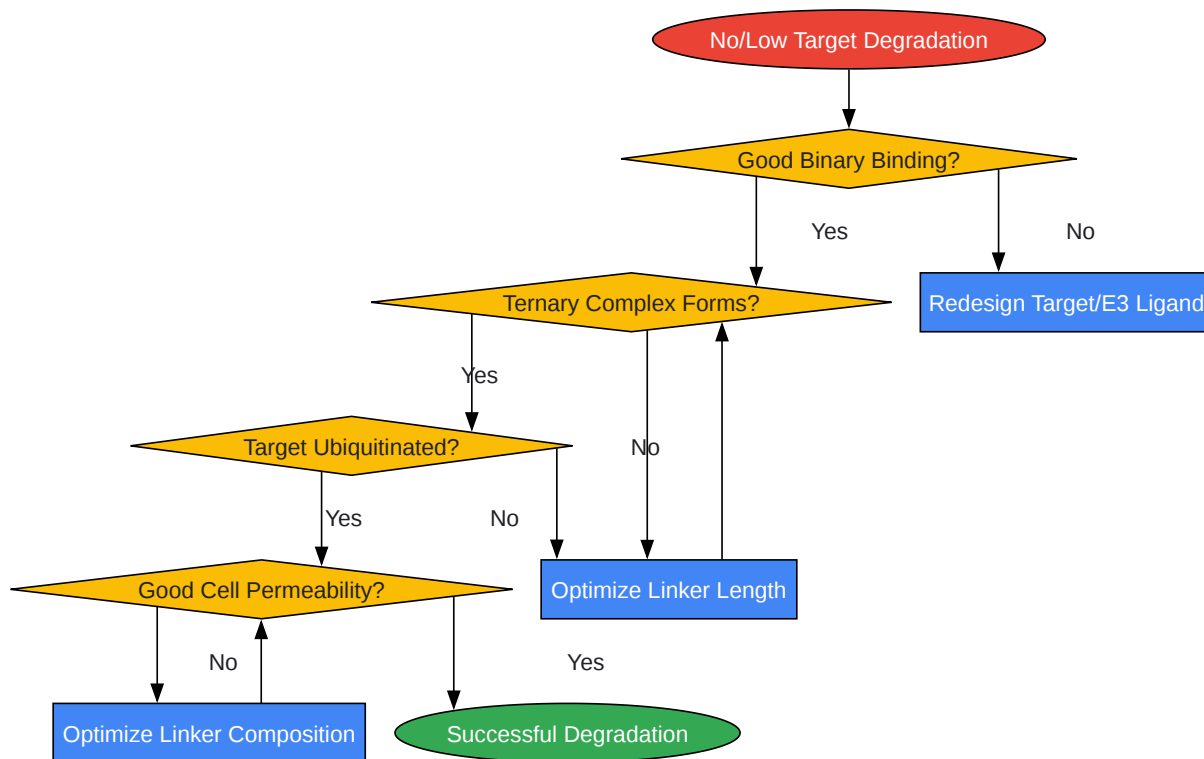 No/Low Target Degradation
Good Binary Binding?
Yes
No
Ternary Complex Forms?
Redesign Target/E3 Ligand
Yes
Target Ubiquitinated?
No
Yes
No
Good Cell Permeability?
Optimize Linker Length
No
Yes
Optimize Linker Composition
Successful Degradation